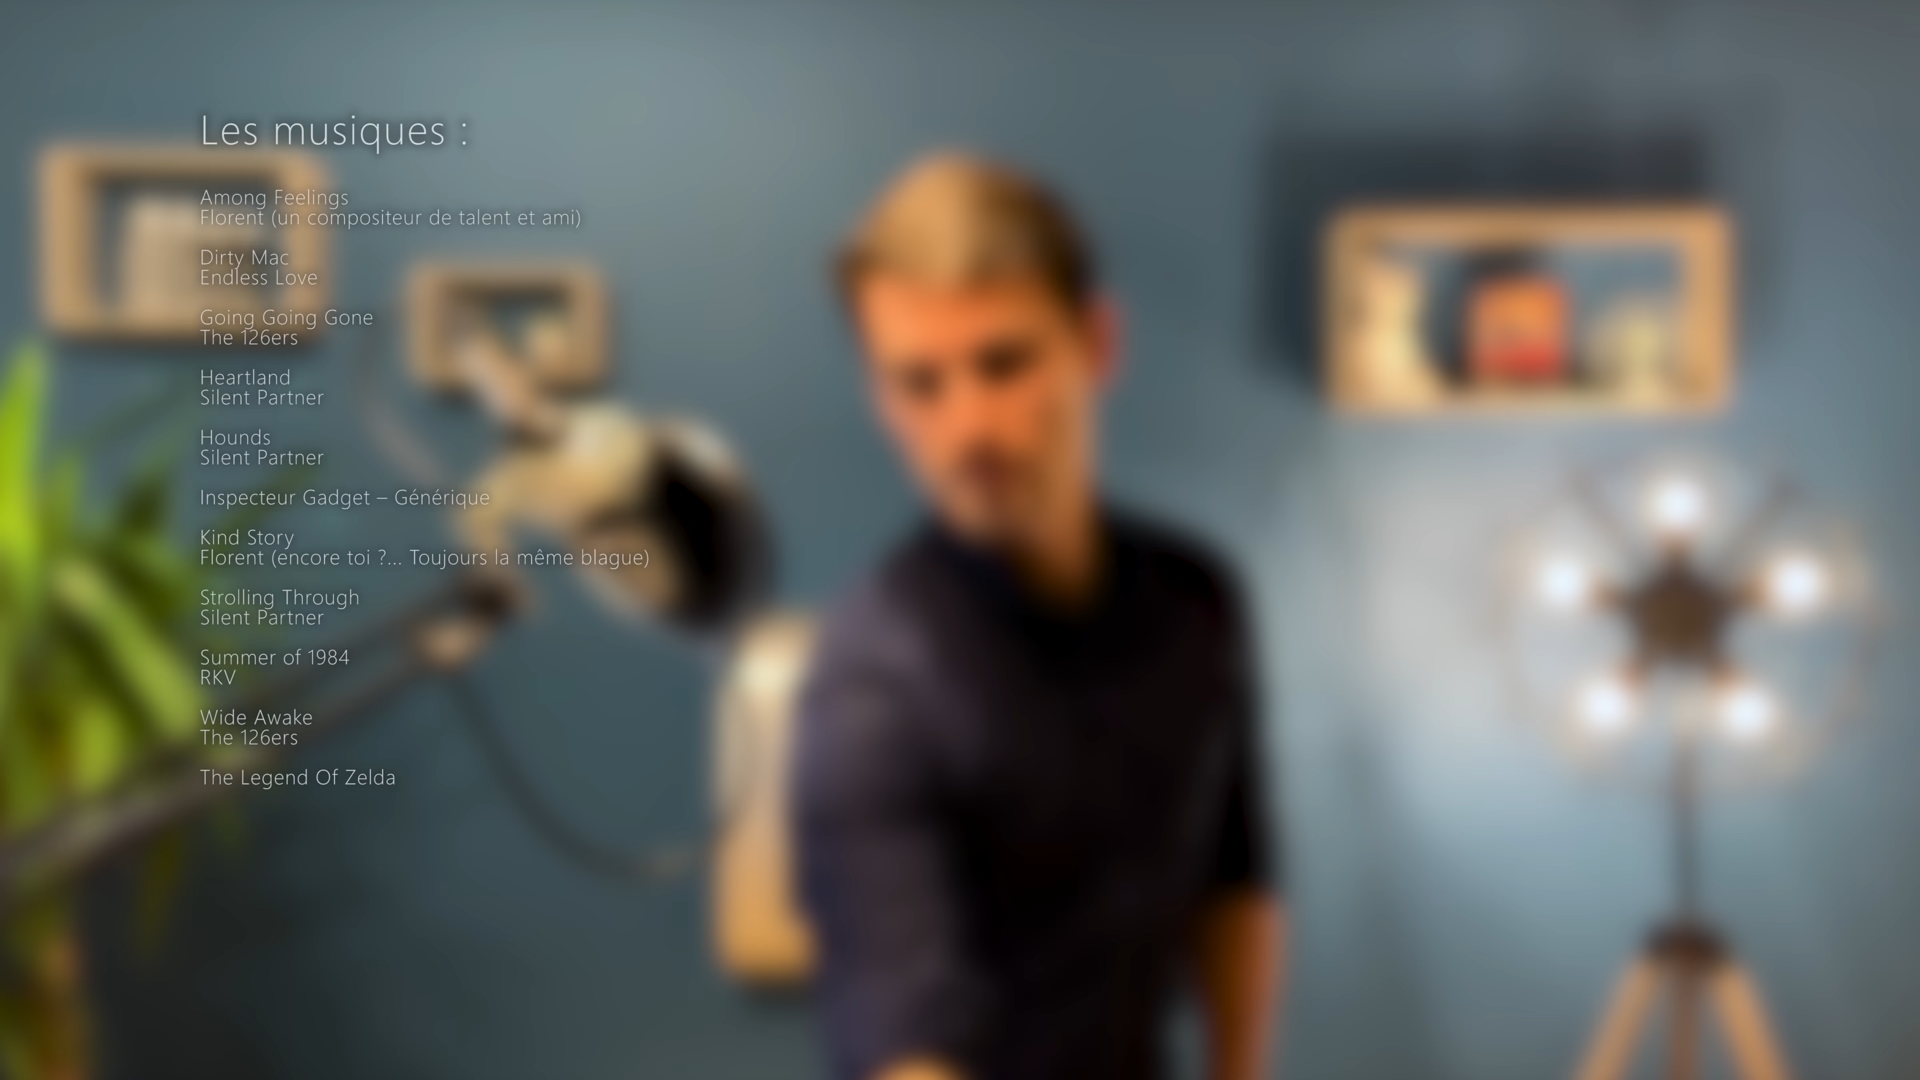 Les musiques :
Among Feelings
Florent (un compositeur de talent et ami)
Dirty Mac
Endless Love
Going Going Gone
The 126ers
Heartland
Silent Partner
Hounds
Silent Partner
Inspecteur Gadget – Générique
Kind Story
Florent (encore toi ?... Toujours la même blague)
Strolling Through
Silent Partner
Summer of 1984
RKV
Wide Awake
The 126ers
The Legend Of Zelda